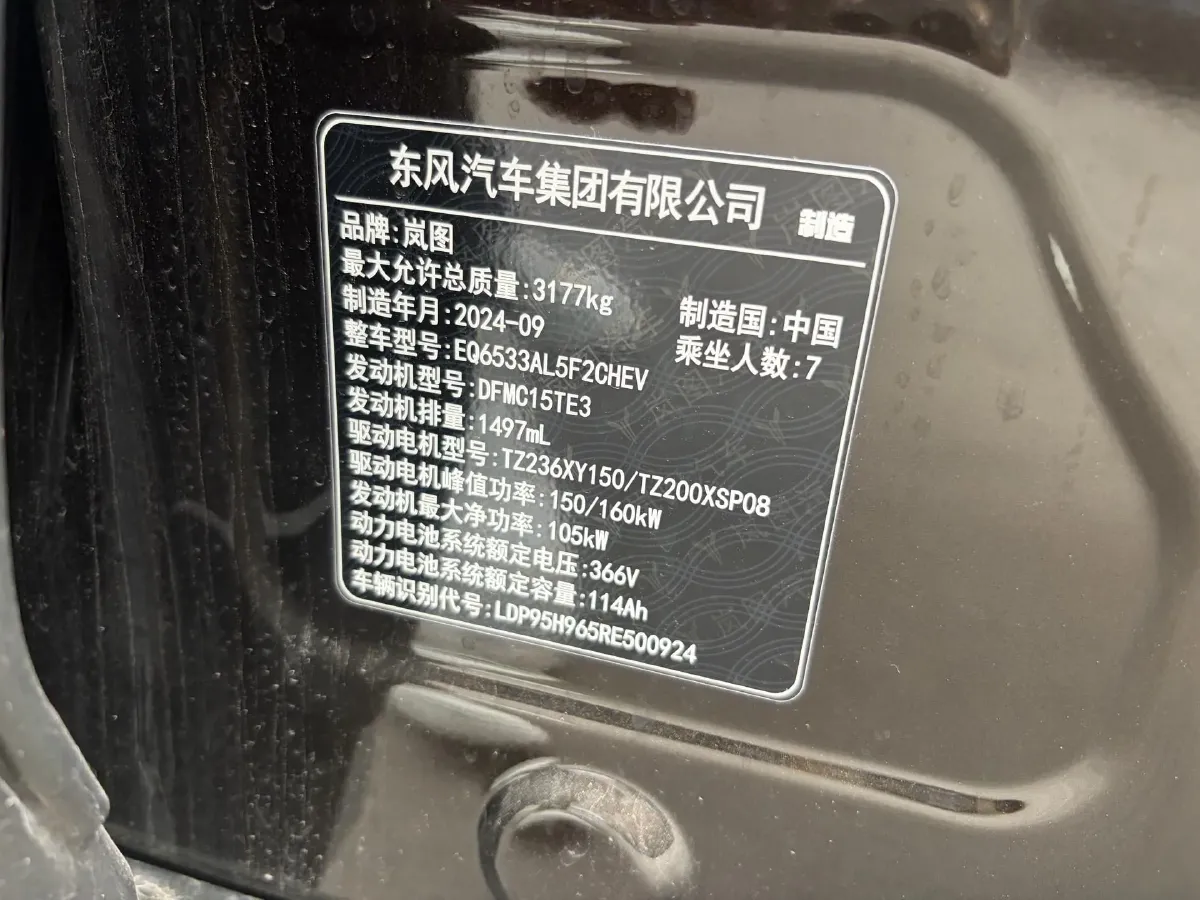 东风汽车集团有限公司 制造
品牌:岚图
最大允许总质量:3177kg 制造国:中国
制造年月:2024-09 乘坐人数:7
整车型号:EQ6533AL5F2CHEV
发动机型号:DFMC15TE3
发动机排量:1497mL
驱动电机型号:TZ236XY150/TZ200XSP08
驱动电机峰值功率:150/160kW
发动机最大净功率:105kW
动力电池系统额定电压:366V
动力电池系统额定容量:114Ah
车辆识别代号:LDP95H965RE500924